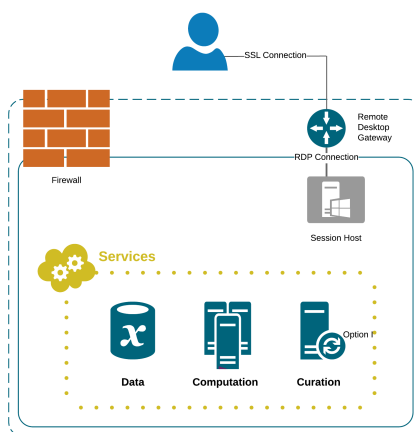 SSL Connection
Remote
Desktop
Gateway
RDP Connection
Firewall
Session Host
Services
x
Option I
Data
Computation
Curation